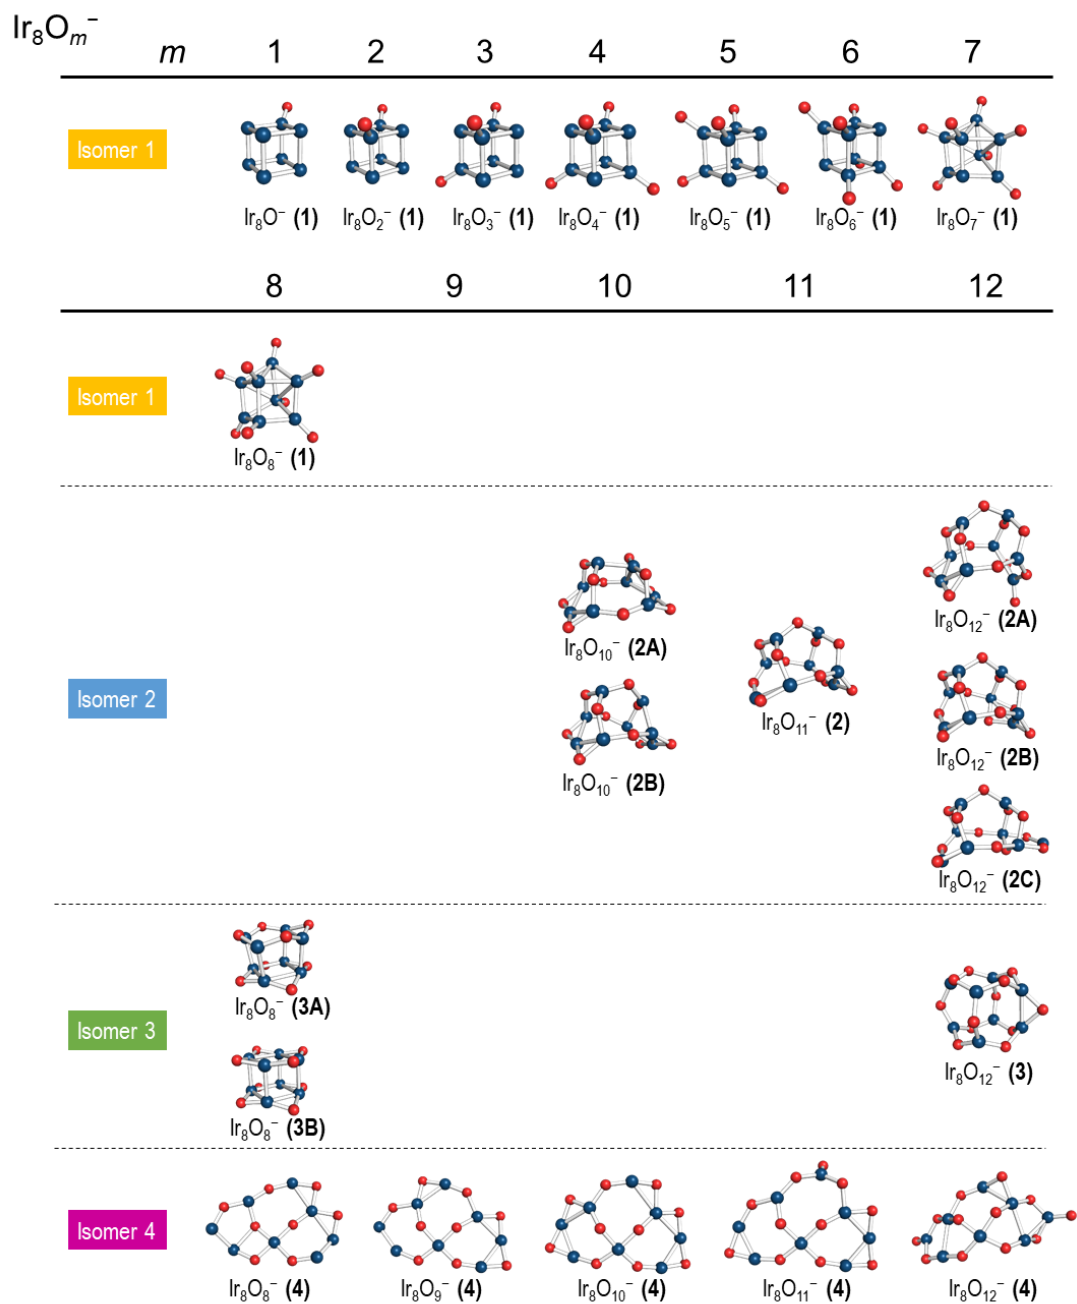 Ir₈Oₘ⁻
m 1 2 3 4 5 6 7
Isomer 1
Ir₈O⁻ (1) Ir₈O₂⁻ (1) Ir₈O₃⁻ (1) Ir₈O₄⁻ (1) Ir₈O₅⁻ (1) Ir₈O₆⁻ (1) Ir₈O₇⁻ (1)
8 9 10 11 12
Isomer 1
Ir₈O₈⁻ (1)
Isomer 2
Ir₈O₁₀⁻ (2A)
Ir₈O₁₀⁻ (2B)
Ir₈O₁₁⁻ (2)
Ir₈O₁₂⁻ (2A)
Ir₈O₁₂⁻ (2B)
Ir₈O₁₂⁻ (2C)
Isomer 3
Ir₈O₈⁻ (3A)
Ir₈O₈⁻ (3B)
Ir₈O₁₂⁻ (3)
Isomer 4
Ir₈O₈⁻ (4) Ir₈O₉⁻ (4) Ir₈O₁₀⁻ (4) Ir₈O₁₁⁻ (4) Ir₈O₁₂⁻ (4)